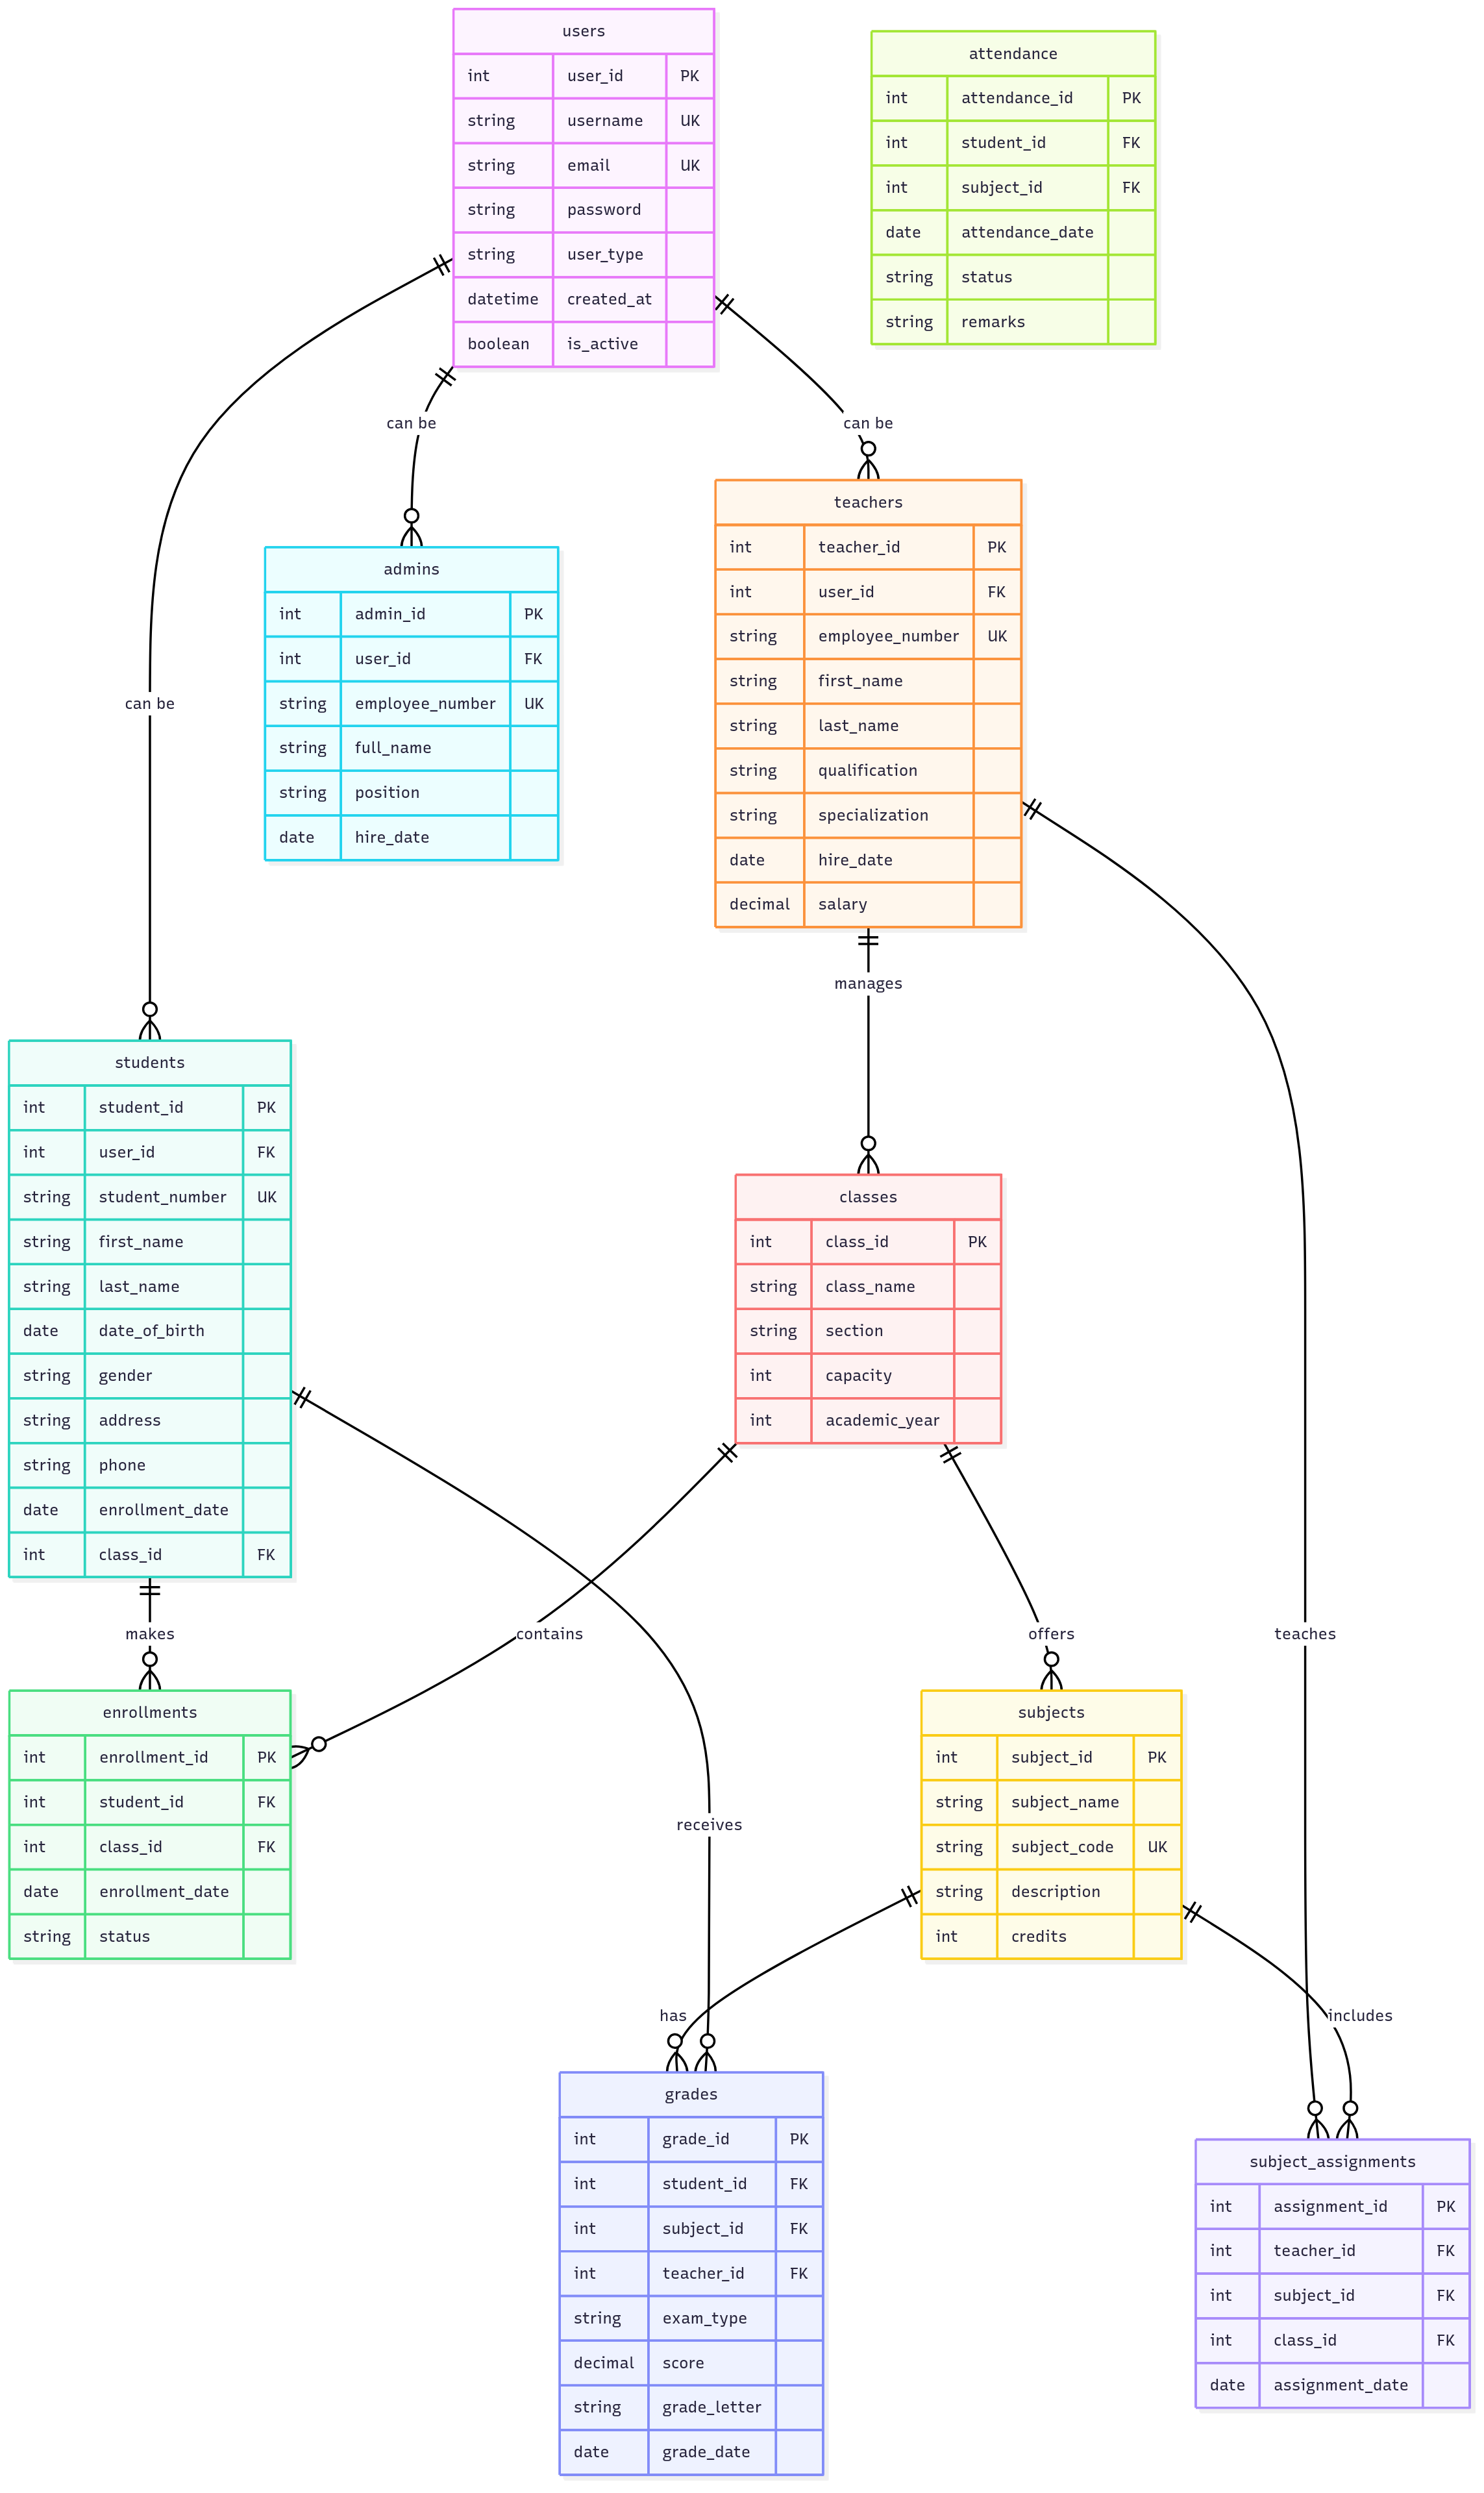 users
int user_id PK
string username UK
string email UK
string password
string user_type
datetime created_at
boolean is_active
attendance
int attendance_id PK
int student_id FK
int subject_id FK
date attendance_date
string status
string remarks
can be
can be
teachers
int teacher_id PK
int user_id FK
string employee_number UK
string first_name
string last_name
string qualification
string specialization
date hire_date
decimal salary
admins
int admin_id PK
int user_id FK
string employee_number UK
string full_name
string position
date hire_date
can be
manages
students
int student_id PK
int user_id FK
string student_number UK
string first_name
string last_name
date date_of_birth
string gender
string address
string phone
date enrollment_date
int class_id FK
classes
int class_id PK
string class_name
string section
int capacity
int academic_year
makes
contains
offers
teaches
enrollments
int enrollment_id PK
int student_id FK
int class_id FK
date enrollment_date
string status
subjects
int subject_id PK
string subject_name
string subject_code UK
string description
int credits
receives
has
includes
grades
int grade_id PK
int student_id FK
int subject_id FK
int teacher_id FK
string exam_type
decimal score
string grade_letter
date grade_date
subject_assignments
int assignment_id PK
int teacher_id FK
int subject_id FK
int class_id FK
date assignment_date